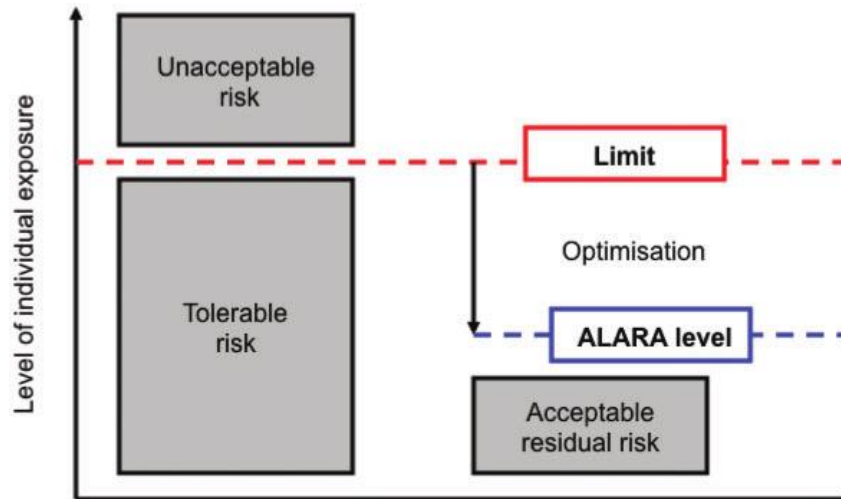 Level of individual exposure
Unacceptable
risk
Limit
Optimisation
Tolerable
risk
ALARA level
Acceptable
residual risk